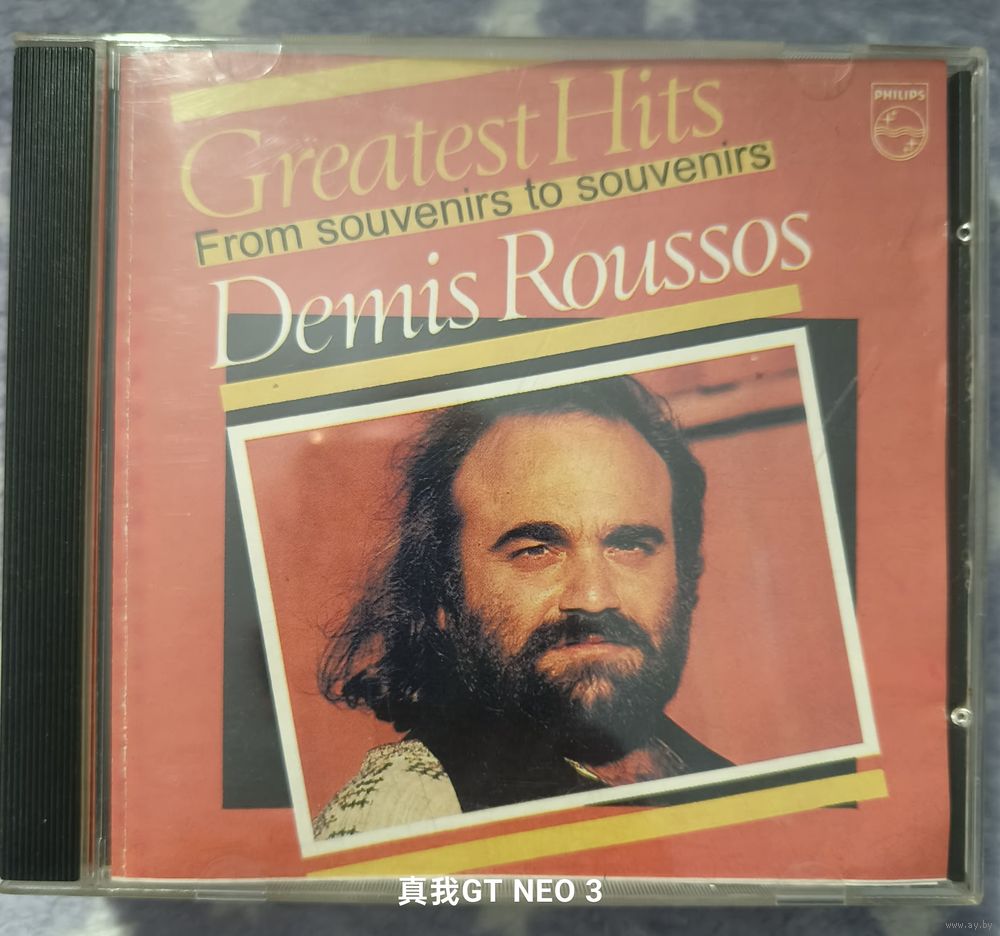 Greatest Hits
PHILIPS
From souvenirs to souvenirs
Demis Roussos
真我GT NEO 3
www.ay.by